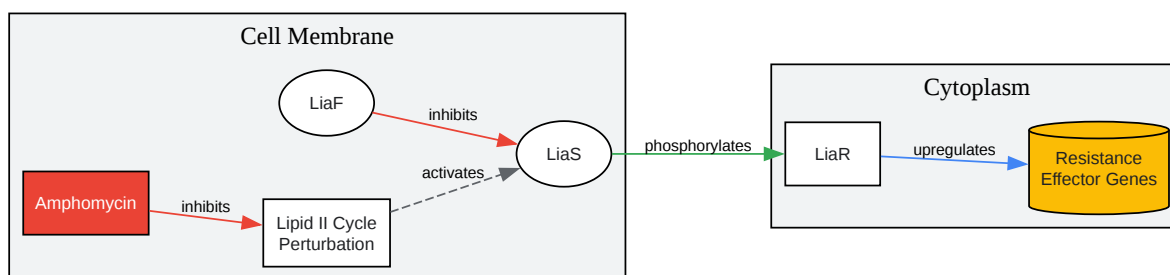 Cell Membrane
LiaF
inhibits
LiaS
activates
Amphomycin
inhibits
Lipid II Cycle
Perturbation
phosphorylates
Cytoplasm
LiaR
upregulates
Resistance
Effector Genes